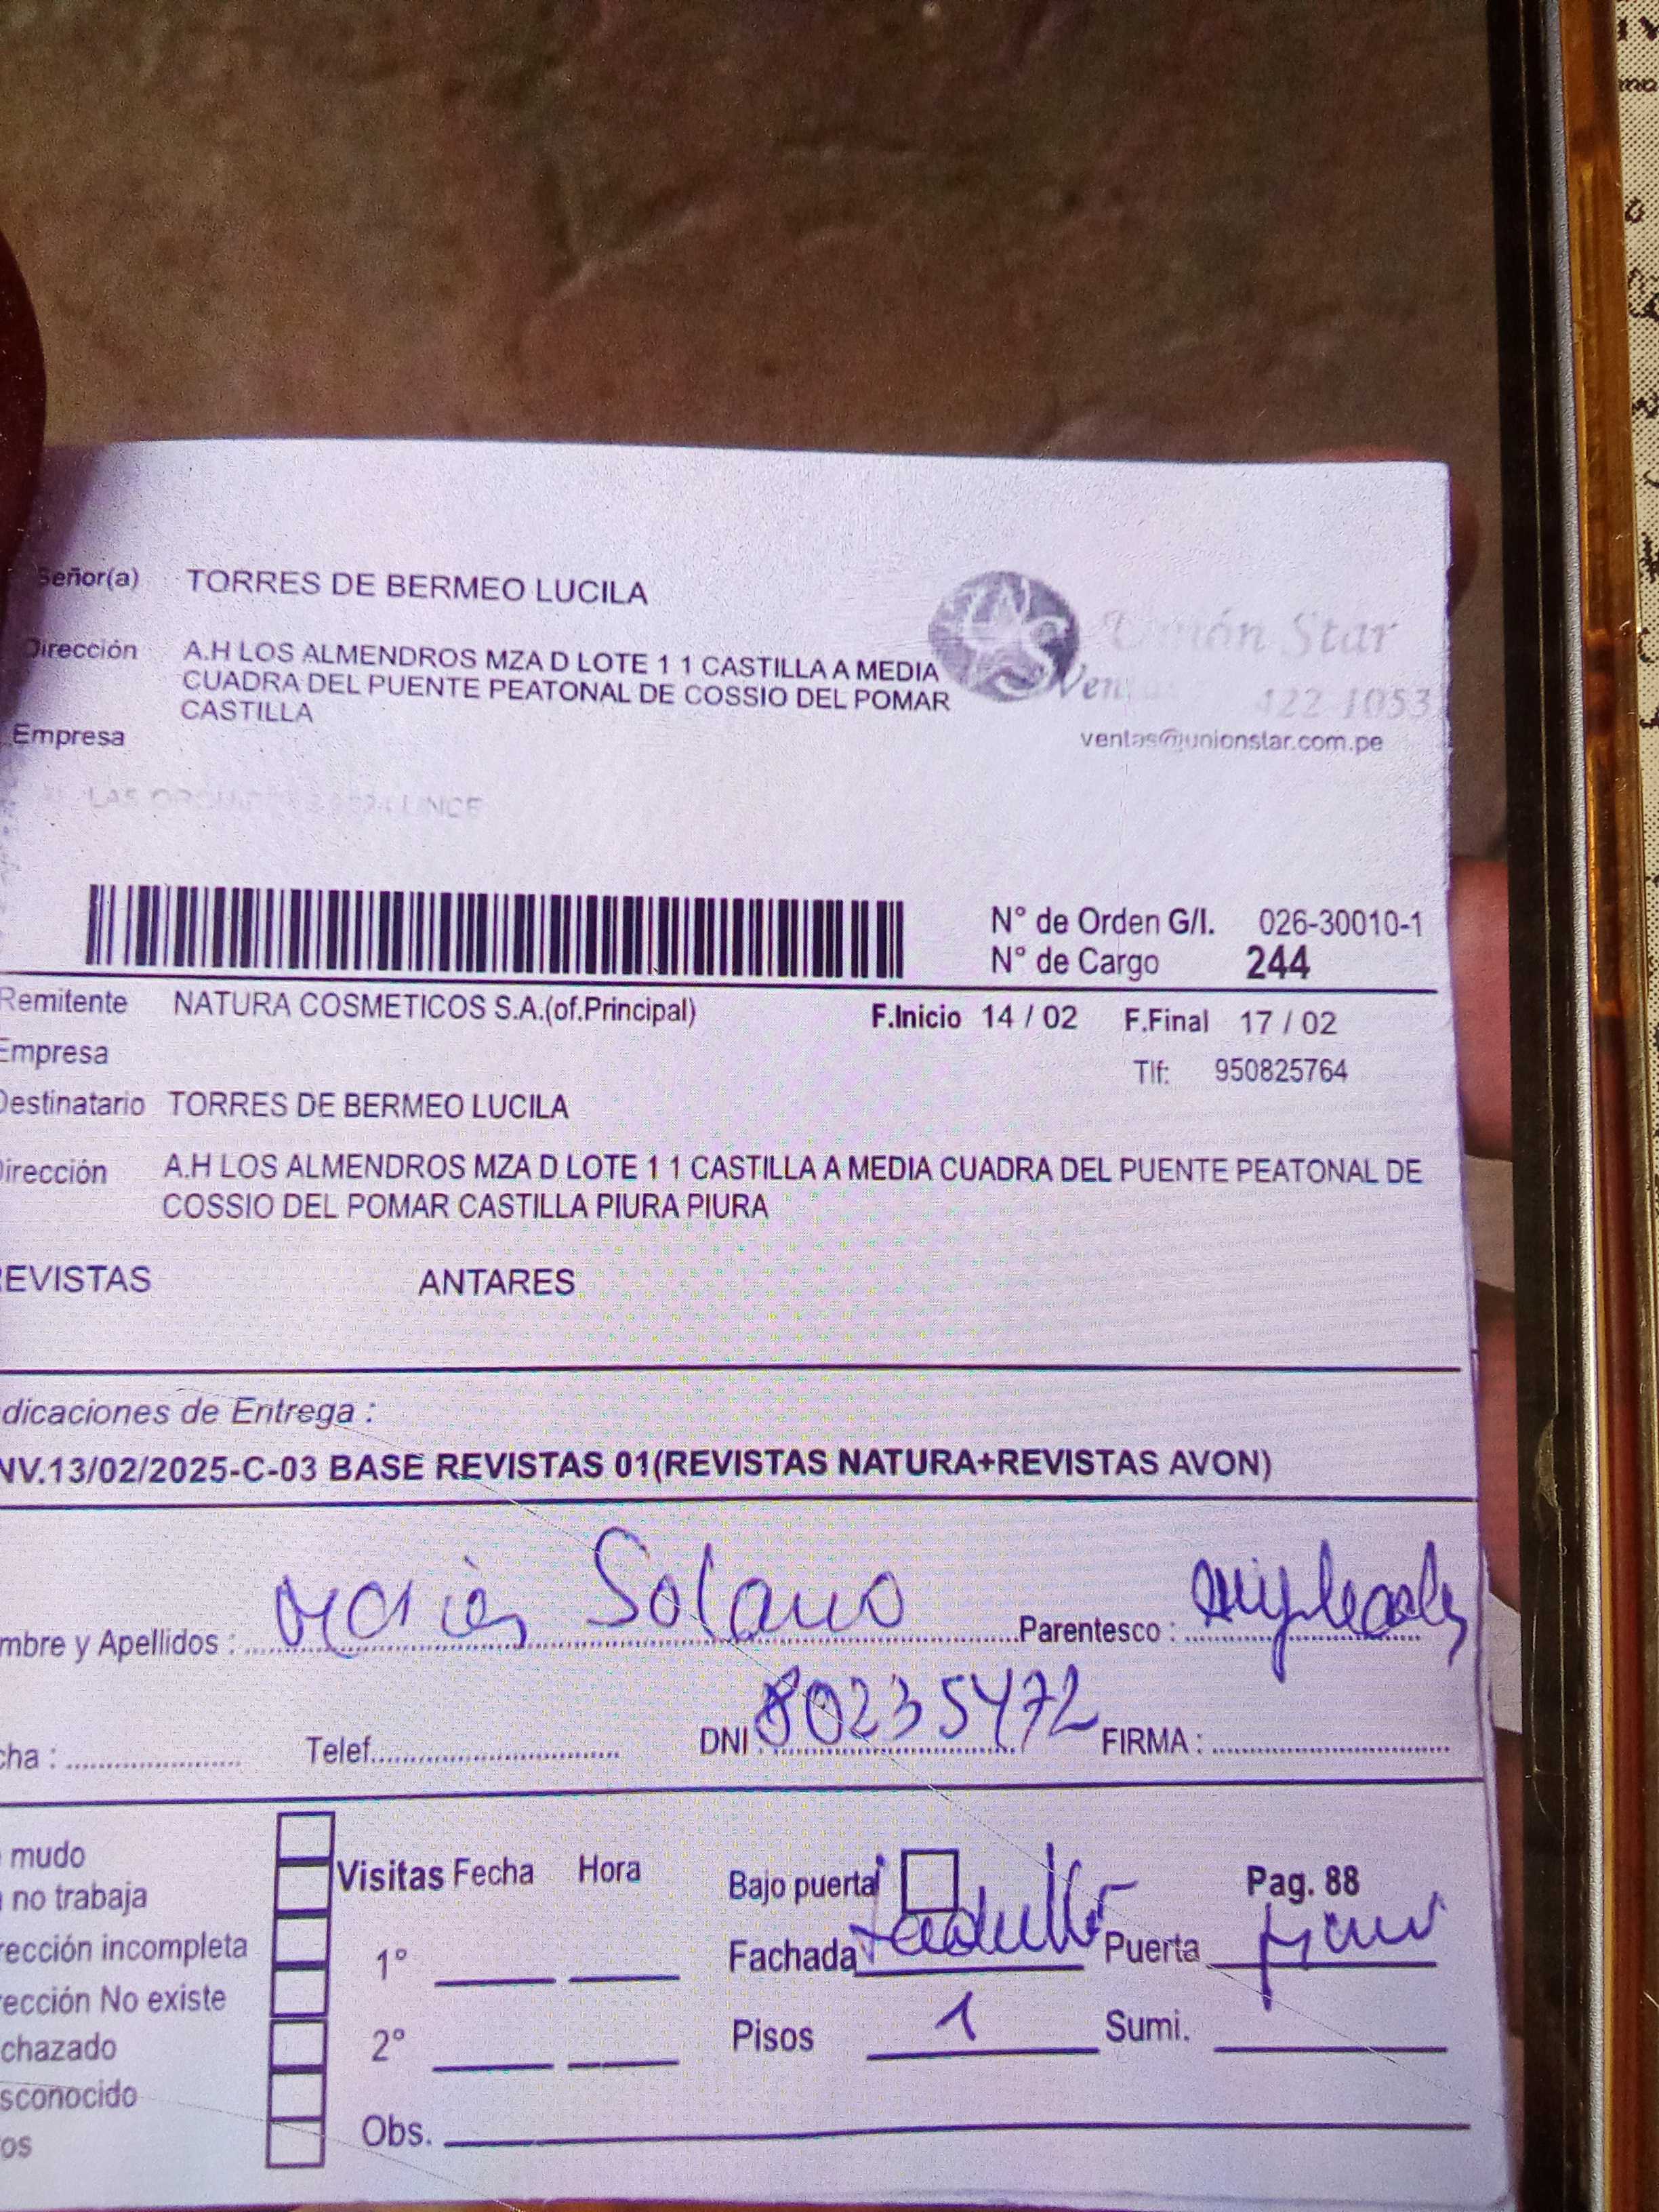 Señor(a) TORRES DE BERMEO LUCILA
Dirección A.H LOS ALMENDROS MZA D LOTE 1 1 CASTILLA A MEDIA
CUADRA DEL PUENTE PEATONAL DE COSSIO DEL POMAR
CASTILLA
Empresa
Unión Star
422 1053
ventas@unionstar.com.pe
N° de Orden G/I. 026-30010-1
N° de Cargo 244
Remitente NATURA COSMETICOS S.A.(of.Principal) F.Inicio 14 / 02 F.Final 17 / 02
Empresa Tlf: 950825764
Destinatario TORRES DE BERMEO LUCILA
irección A.H LOS ALMENDROS MZA D LOTE 1 1 CASTILLA A MEDIA CUADRA DEL PUENTE PEATONAL DE
COSSIO DEL POMAR CASTILLA PIURA PIURA
EVISTAS ANTARES
dicaciones de Entrega :
NV.13/02/2025-C-03 BASE REVISTAS 01(REVISTAS NATURA+REVISTAS AVON)
mbre y Apellidos : Solano Parentesco :
cha : Telef. DNI : 80235472 FIRMA :
mudo
no trabaja
rección incompleta
rección No existe
chazado
sconocido
os
Visitas Fecha Hora
1°
2°
Obs.
Bajo puerta Pag. 88
Fachada Puerta
Pisos 1 Sumi.